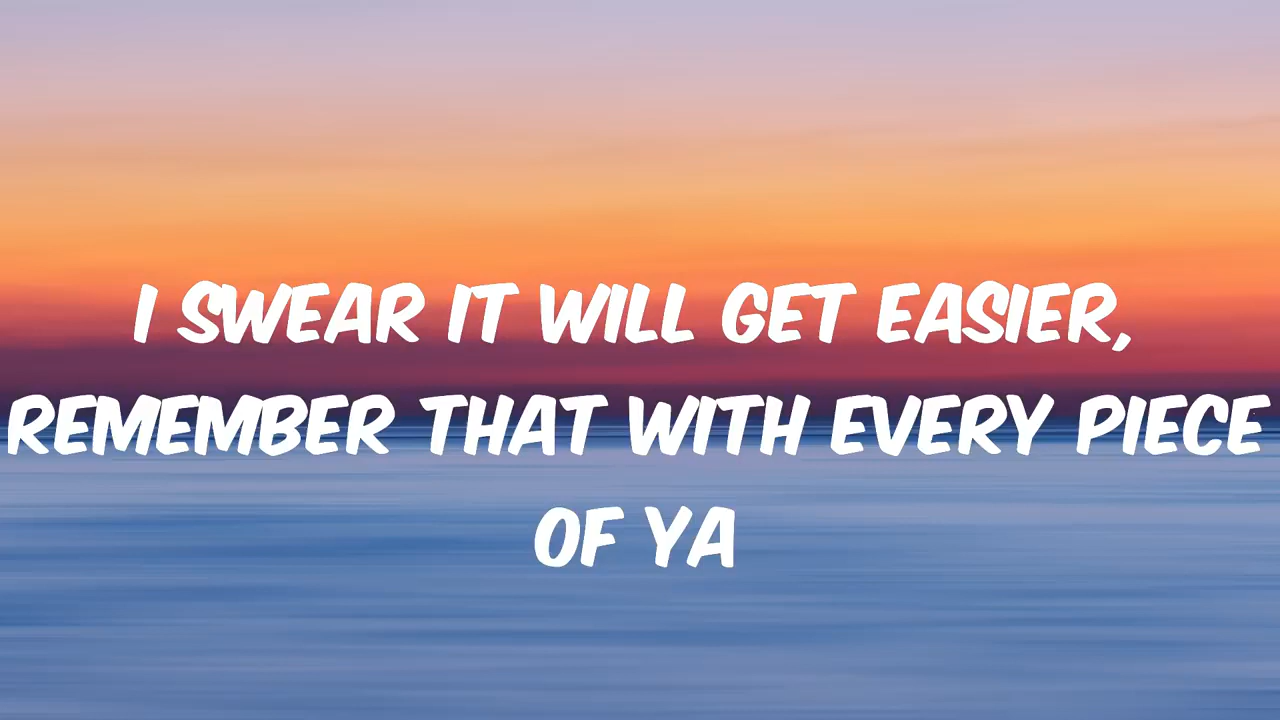 I SWEAR IT WILL GET EASIER,
REMEMBER THAT WITH EVERY PIECE
OF YA